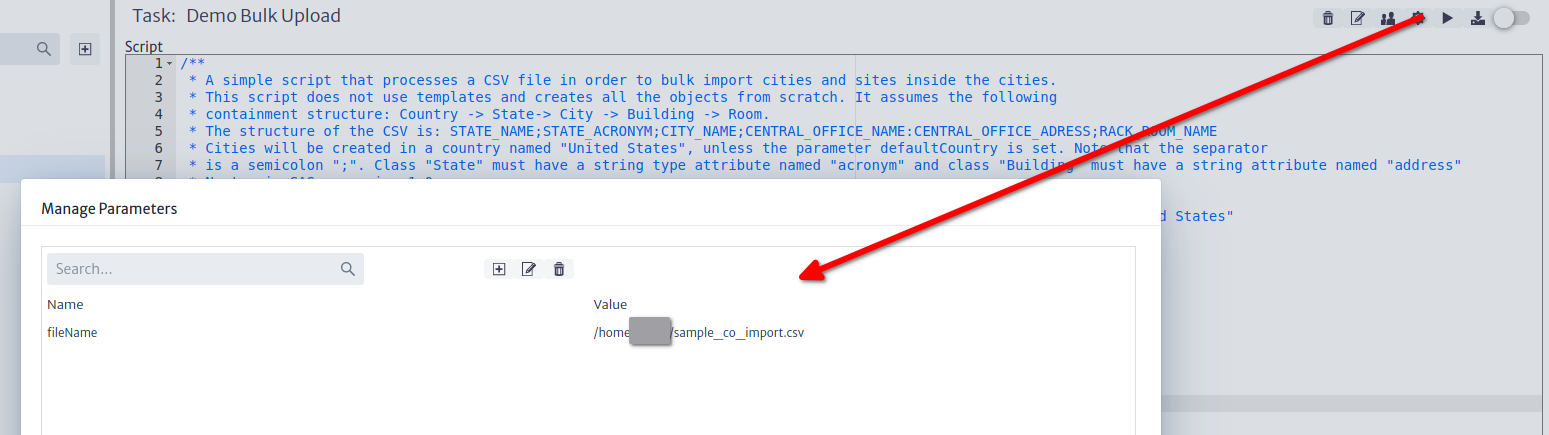 Task: Demo Bulk Upload
Script
1 /**
2 * A simple script that processes a CSV file in order to bulk import cities and sites inside the cities.
3 * This script does not use templates and creates all the objects from scratch. It assumes the following
4 * containment structure: Country -> State-> City -> Building -> Room.
5 * The structure of the CSV is: STATE_NAME;STATE_ACRONYM;CITY_NAME;CENTRAL_OFFICE_NAME:CENTRAL_OFFICE_ADRESS;RACK_ROOM_NAME
6 * Cities will be created in a country named "United States", unless the parameter defaultCountry is set. Note that the separator
7 * is a semicolon ";". Class "State" must have a string type attribute named "acronym" and class "Building" must have a string attribute named "address"
d States"
Manage Parameters
Search...
Name Value
fileName /home /sample_co_import.csv